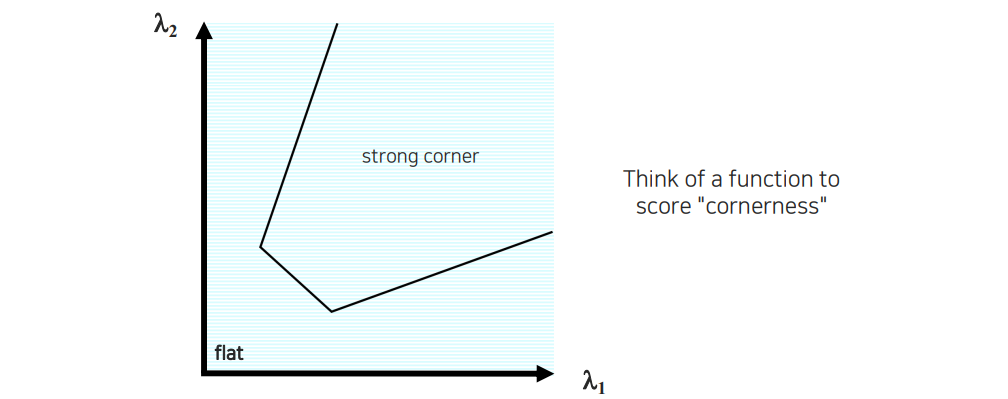 λ2
strong corner
Think of a function to
score "cornerness"
flat
λ1